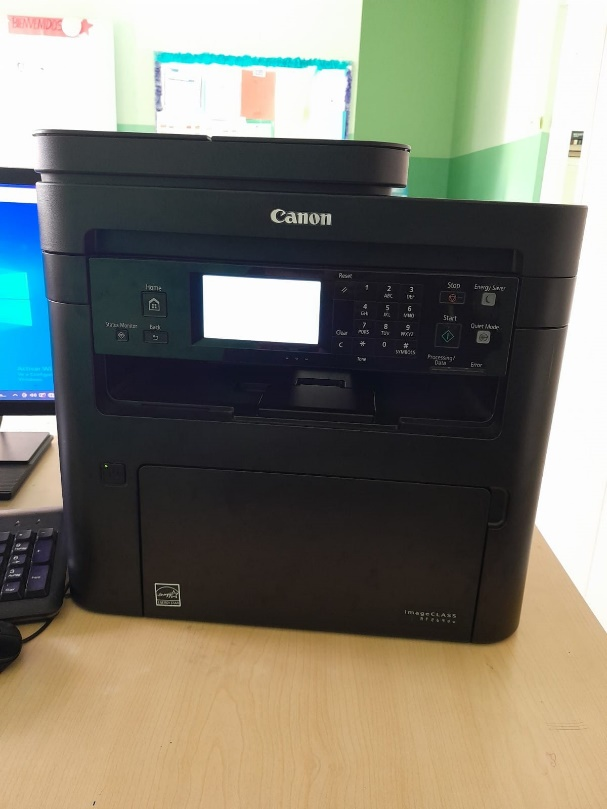 BIENVENIDOS
Canon
Home
Status Monitor
Back
Reset
Clear
C
1
2
ABC
3
DEF
4
GHI
5
JKL
6
MNO
7
PQRS
8
TUV
9
WXYZ
*
0
#
SYMBOLS
Tone
Stop
Energy Saver
Start
Quiet Mode
Processing/
Data
Error
imageCLASS